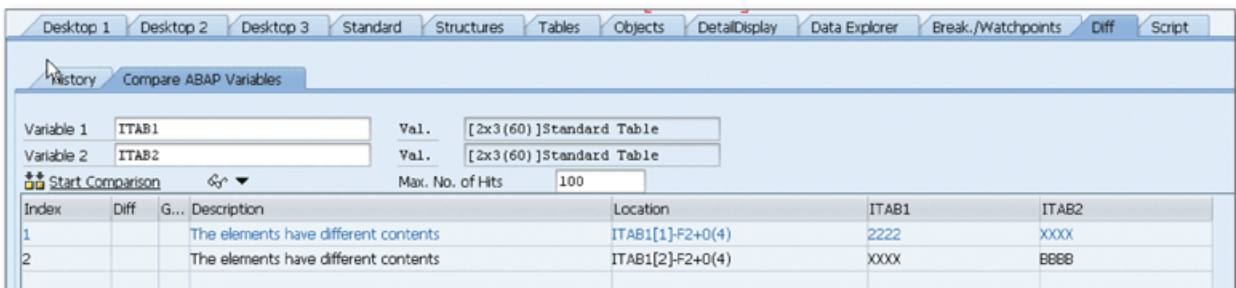 Desktop 1 Desktop 2 Desktop 3 Standard Structures Tables Objects DetailDisplay Data Explorer Break./Watchpoints Diff Script
History Compare ABAP Variables
Variable 1 ITAB1 Val. [2x3(60)]Standard Table
Variable 2 ITAB2 Val. [2x3(60)]Standard Table
Start Comparison Max. No. of Hits 100
Index Diff G... Description Location ITAB1 ITAB2
1 The elements have different contents ITAB1[1]-F2+0(4) 2222 XXXX
2 The elements have different contents ITAB1[2]-F2+0(4) XXXX BBBB